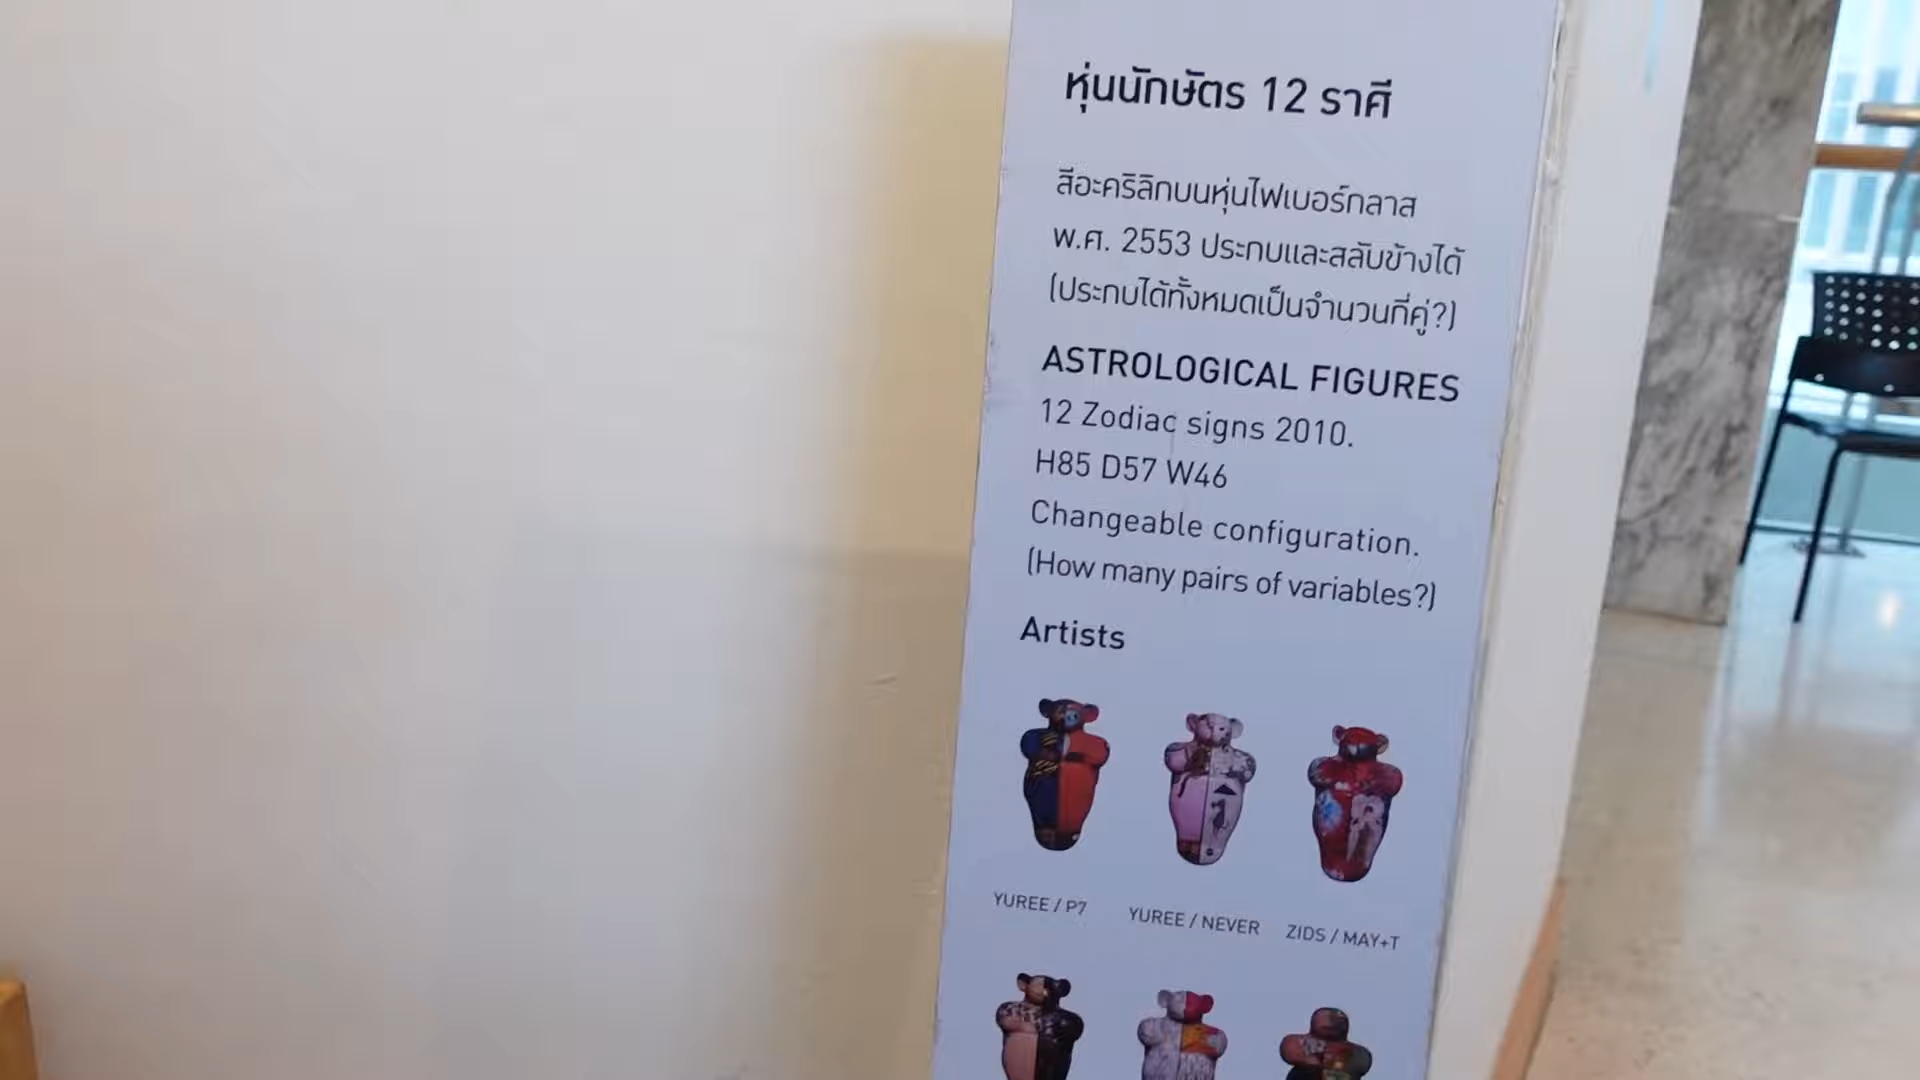 หุ่นนักษัตร 12 ราศี
สีอะคริลิกบนหุ่นไฟเบอร์กลาส
พ.ศ. 2553 ประกบและสลับข้างได้
(ประกบได้ทั้งหมดเป็นจำนวนกี่คู่?)
ASTROLOGICAL FIGURES
12 Zodiac signs 2010.
H85 D57 W46
Changeable configuration.
(How many pairs of variables?)
Artists
YUREE / P7 YUREE / NEVER ZIDS / MAY+T